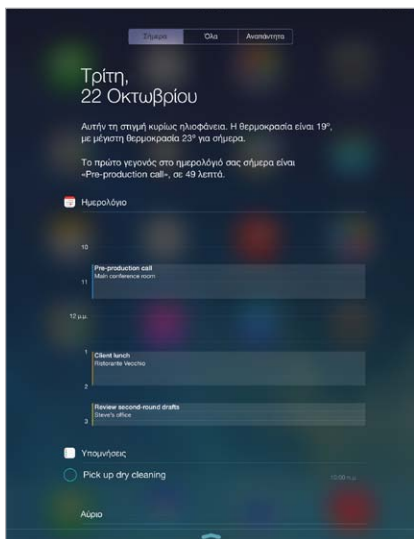 Σήμερα Όλα Αναπάντητα
Τρίτη,
22 Οκτωβρίου
Αυτήν τη στιγμή κυρίως ηλιοφάνεια. Η θερμοκρασία είναι 19°,
με μέγιστη θερμοκρασία 23° για σήμερα.
Το πρώτο γεγονός στο ημερολόγιό σας σήμερα είναι
«Pre-production call», σε 49 λεπτά.
Ημερολόγιο
10
Pre-production call
Main conference room
11
12 μ.μ.
1
Client lunch
Ristorante Vecchio
2
Review second-round drafts
Steve's office
3
Υπομνήσεις
Pick up dry cleaning
Αύριο